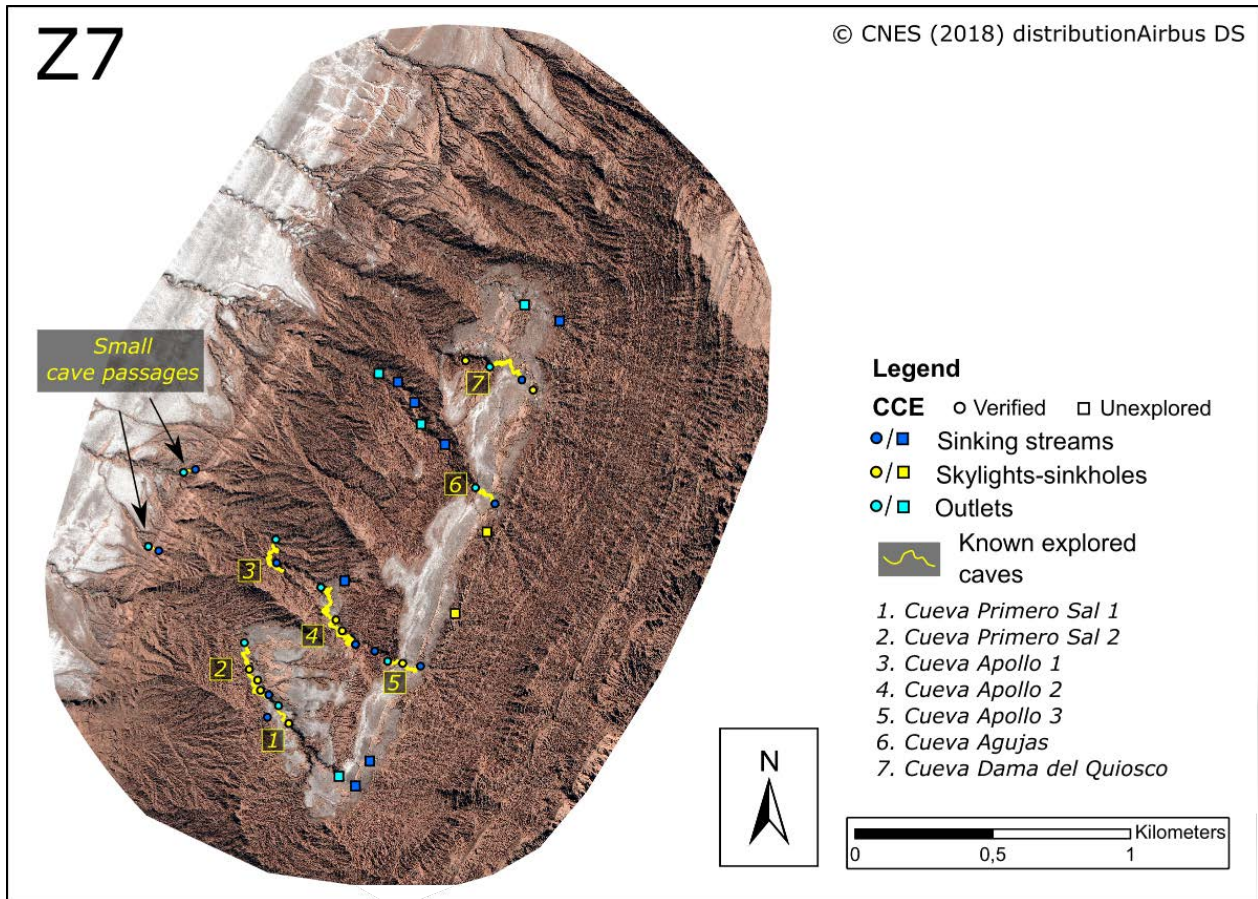 Z7
© CNES (2018) distributionAirbus DS
Small
cave passages
7
6
3
4
5
2
1
Legend
CCE Verified Unexplored
/ Sinking streams
/ Skylights-sinkholes
/ Outlets
Known explored
caves
1. Cueva Primero Sal 1
2. Cueva Primero Sal 2
3. Cueva Apollo 1
4. Cueva Apollo 2
5. Cueva Apollo 3
6. Cueva Agujas
7. Cueva Dama del Quiosco
N
Kilometers
0 0,5 1